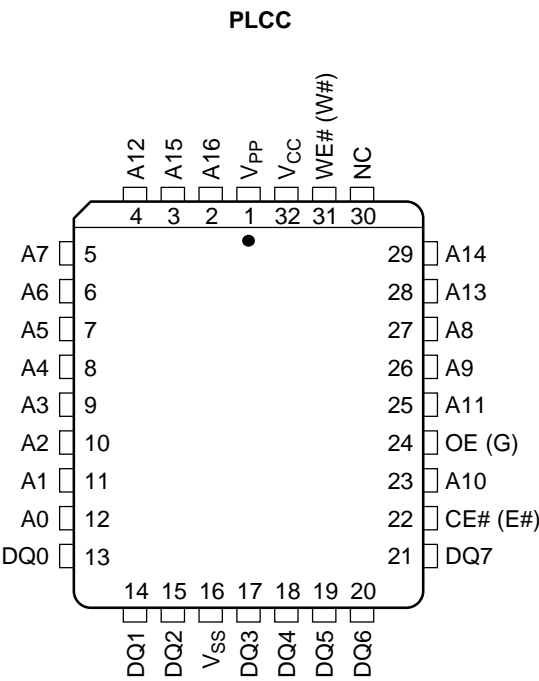 PLCC
A12 A15 A16 VPP VCC WE# (W#) NC
4 3 2 1 32 31 30
A7 5 29 A14
A6 6 28 A13
A5 7 27 A8
A4 8 26 A9
A3 9 25 A11
A2 10 24 OE (G)
A1 11 23 A10
A0 12 22 CE# (E#)
DQ0 13 21 DQ7
14 15 16 17 18 19 20
DQ1 DQ2 VSS DQ3 DQ4 DQ5 DQ6